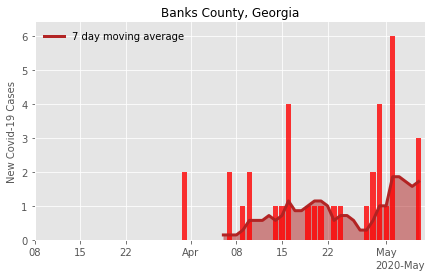 Banks County, Georgia
7 day moving average
New Covid-19 Cases
6
5
4
3
2
1
0
08 15 22 Apr 08 15 22 May
2020-May